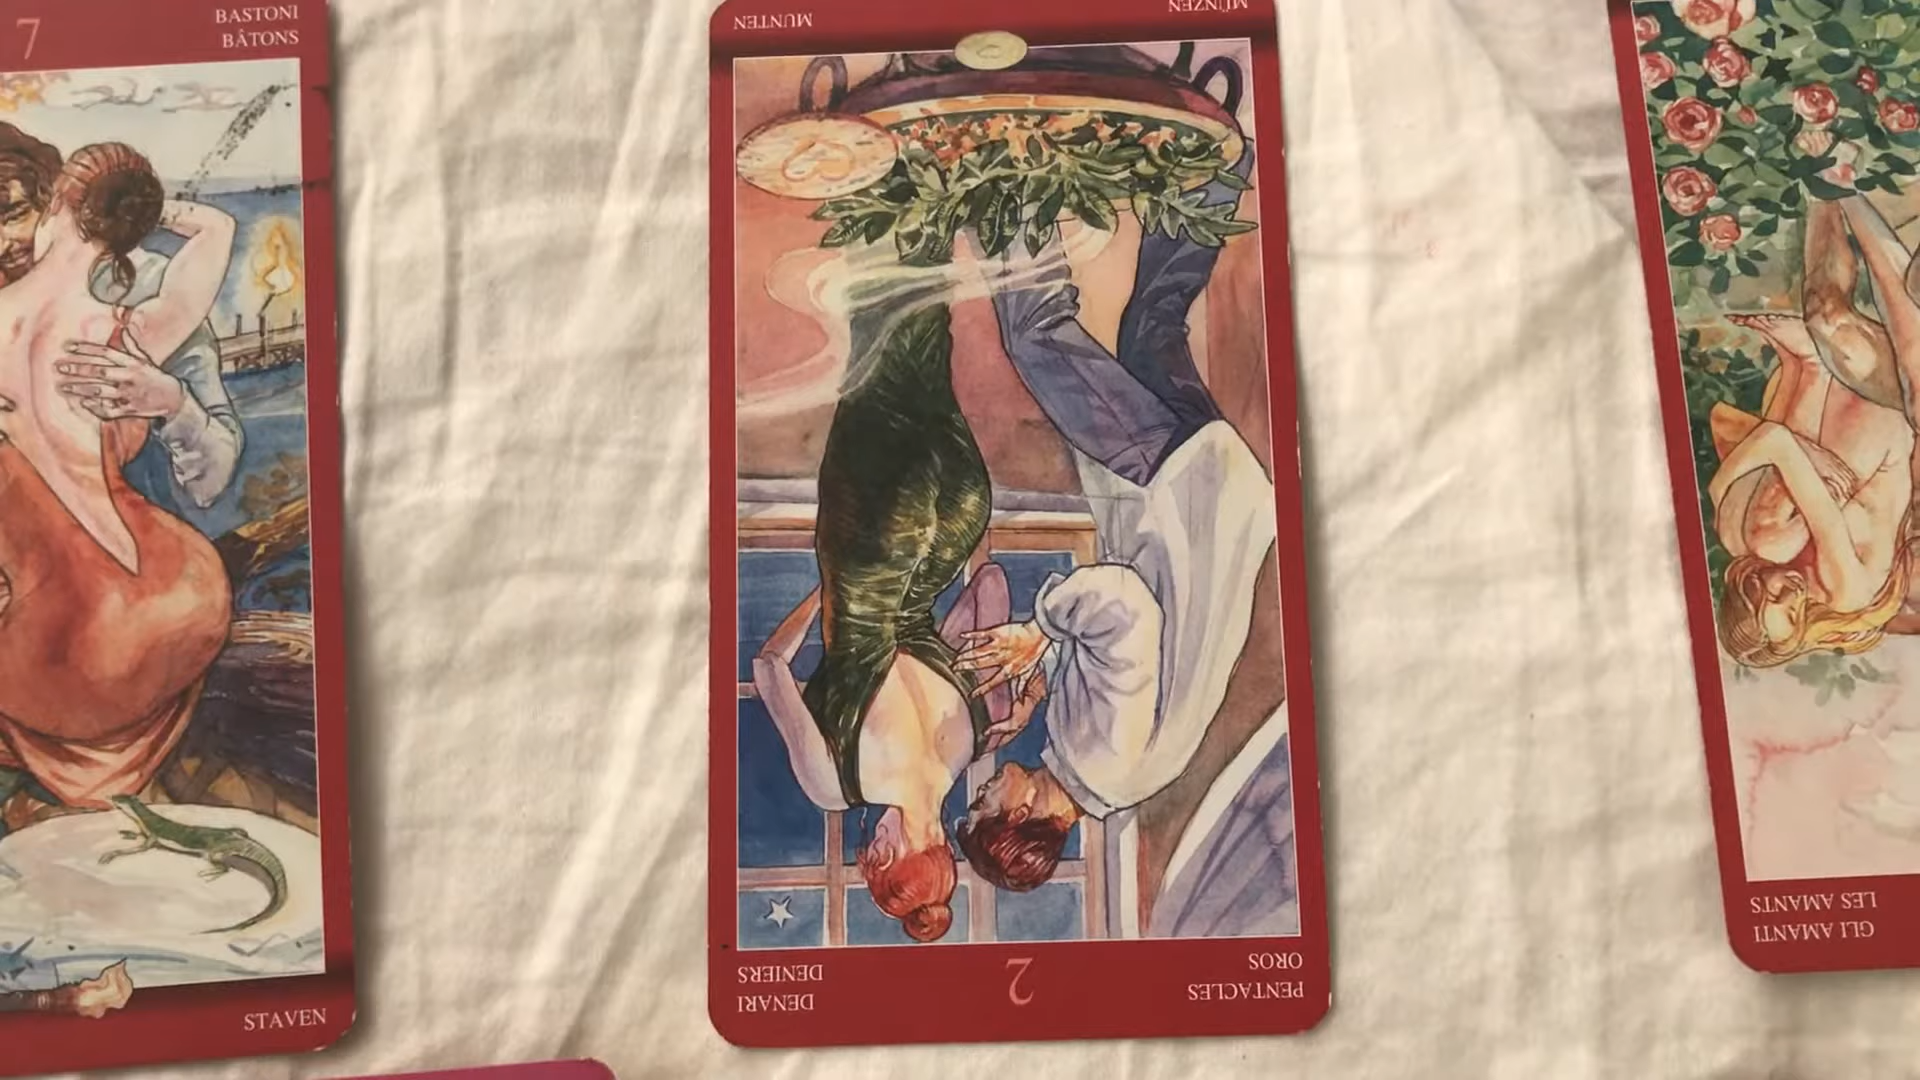 7
BASTONI
BÂTONS
STAVEN
MUNTEN
MÜNZEN
DENIERS
DENARI
2
OROS
PENTACLES
LES AMANTS
GLI AMANTI